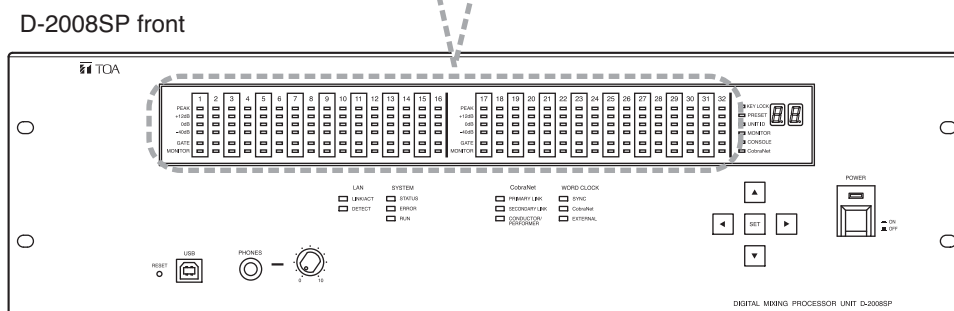 D-2008SP front
TOA
1 2 3 4 5 6 7 8 9 10 11 12 13 14 15 16 17 18 19 20 21 22 23 24 25 26 27 28 29 30 31 32
PEAK PEAK KEY LOCK
+12dB +12dB PRESET
0dB 0dB UNIT ID
-40dB -40dB MONITOR
GATE GATE CONSOLE
MONITOR MONITOR CobraNet
88
LAN SYSTEM CobraNet WORD CLOCK
LINK/ACT STATUS PRIMARY LINK SYNC
DETECT ERROR SECONDARY LINK CobraNet
RUN CONDUCTOR/ EXTERNAL
PERFORMER
POWER
SET
ON
OFF
RESET USB PHONES
0 10
DIGITAL MIXING PROCESSOR UNIT D-2008SP